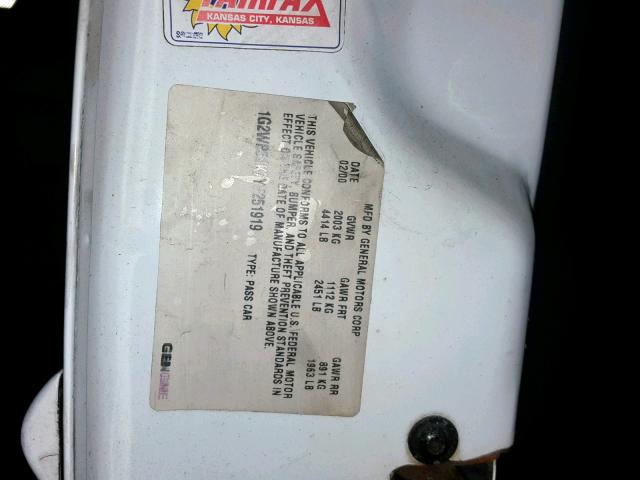 FAIRFAX
KANSAS CITY, KANSAS
MFD BY GENERAL MOTORS CORP
DATE GVWR GAWR FRT GAWR RR
02/00 2003 KG 1112 KG 891 KG
4414 LB 2451 LB 1963 LB
THIS VEHICLE CONFORMS TO ALL APPLICABLE U.S. FEDERAL MOTOR
VEHICLE SAFETY, BUMPER, AND THEFT PREVENTION STANDARDS IN
EFFECT ON THE DATE OF MANUFACTURE SHOWN ABOVE.
TYPE: PASS CAR